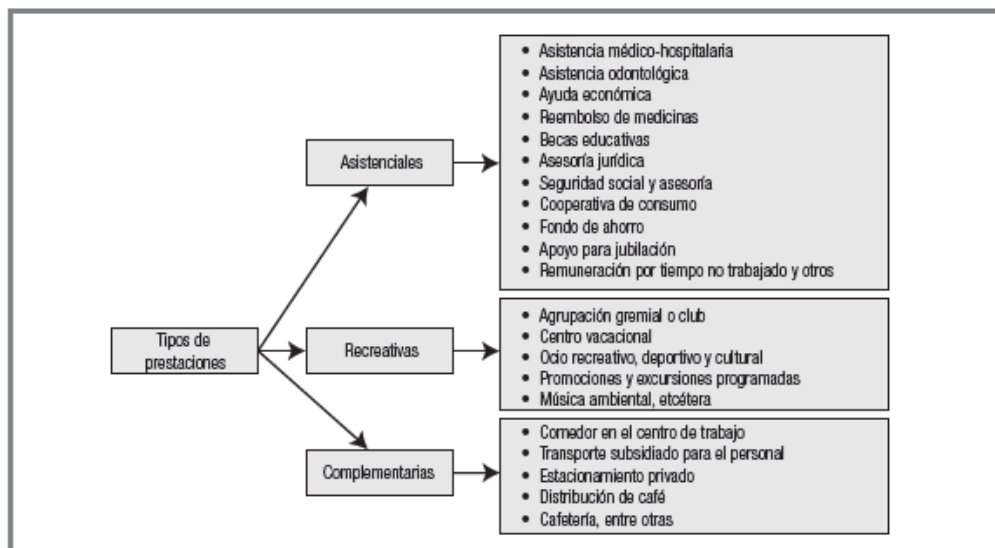 • Asistencia médico-hospitalaria
• Asistencia odontológica
• Ayuda económica
• Reembolso de medicinas
• Becas educativas
• Asesoría jurídica
• Seguridad social y asesoría
• Cooperativa de consumo
• Fondo de ahorro
• Apoyo para jubilación
• Remuneración por tiempo no trabajado y otros
Asistenciales
Tipos de
prestaciones
Recreativas
• Agrupación gremial o club
• Centro vacacional
• Ocio recreativo, deportivo y cultural
• Promociones y excursiones programadas
• Música ambiental, etcétera
Complementarias
• Comedor en el centro de trabajo
• Transporte subsidiado para el personal
• Estacionamiento privado
• Distribución de café
• Cafetería, entre otras